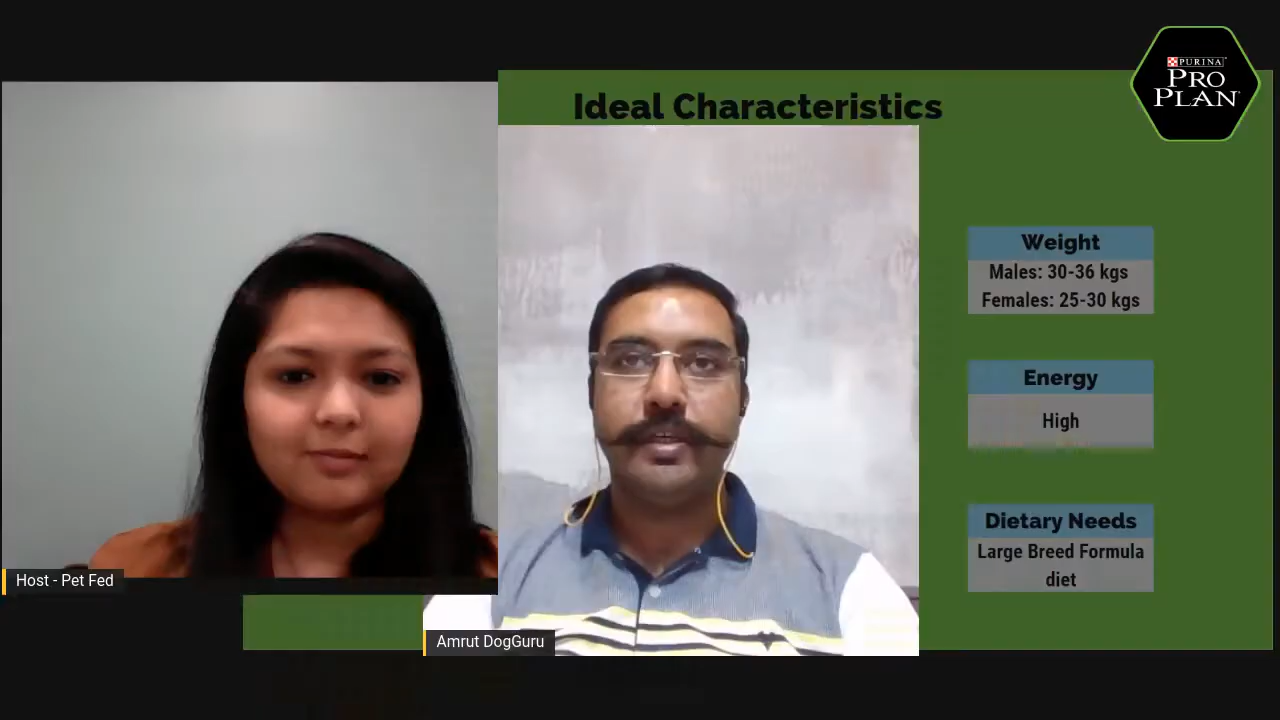 PURINA
PRO
PLAN
Ideal Characteristics
Weight
Males: 30-36 kgs
Females: 25-30 kgs
Energy
High
Dietary Needs
Large Breed Formula
diet
Host - Pet Fed
Amrut DogGuru